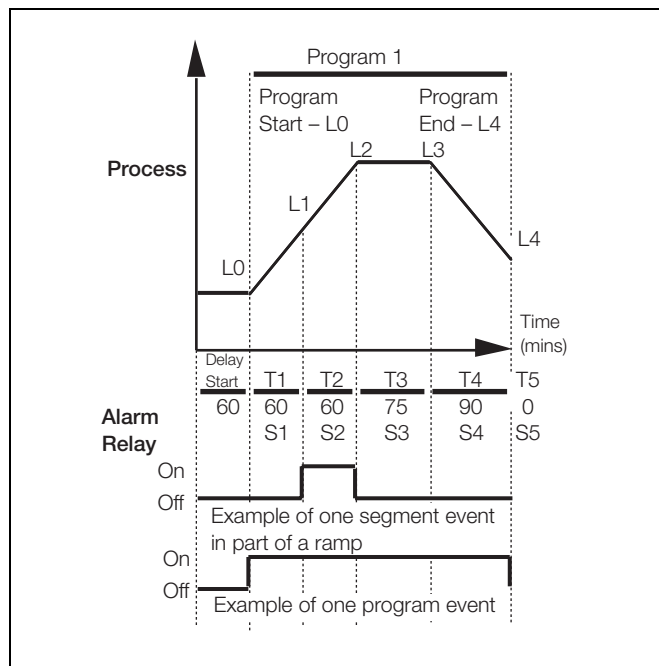 Program 1
Program
Start – L0
Program
End – L4
L2
L3
Process
L1
L0
L4
Time
(mins)
Delay
Start
T1
T2
T3
T4
T5
60
60
60
75
90
0
S1
S2
S3
S4
S5
Alarm
Relay
On
Off
Example of one segment event
in part of a ramp
On
Off
Example of one program event